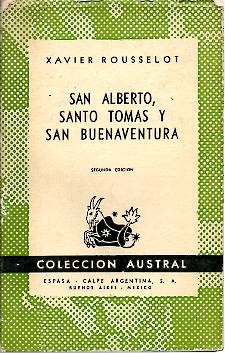 XAVIER ROUSSELOT
SAN ALBERTO,
SANTO TOMAS Y
SAN BUENAVENTURA
SEGUNDA EDICION
COLECCION AUSTRAL
ESPASA - CALPE ARGENTINA, S. A.
BUENOS AIRES - MEXICO